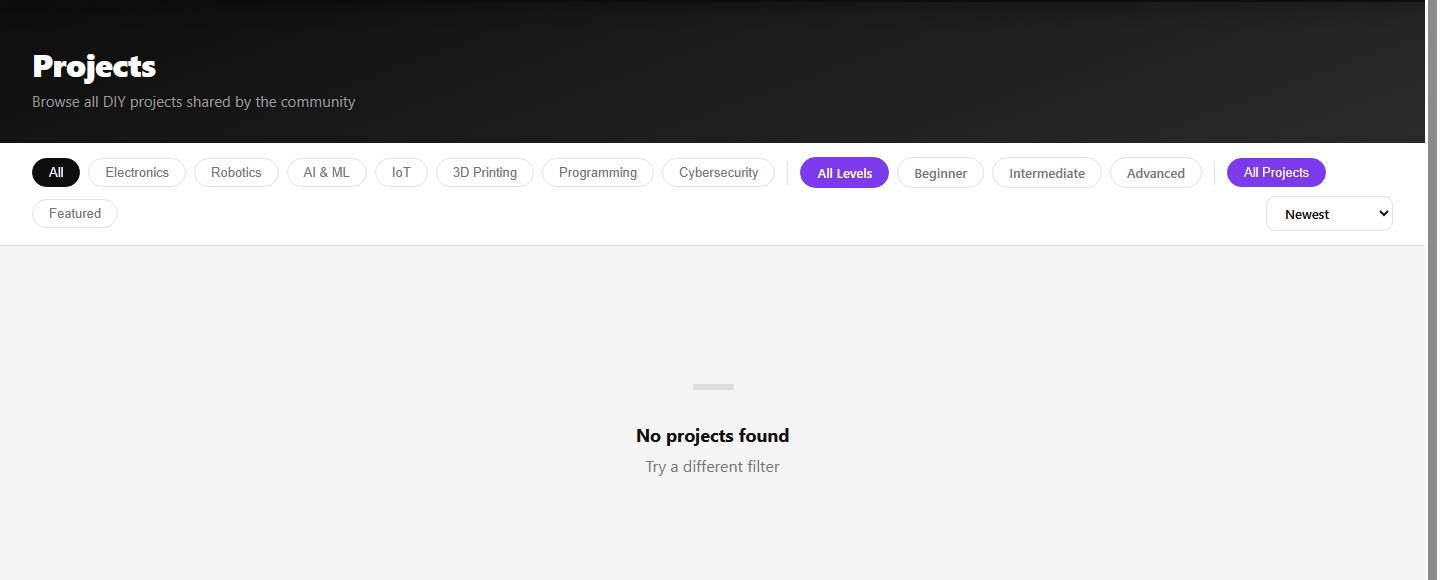 Projects
Browse all DIY projects shared by the community
All Electronics Robotics AI & ML IoT 3D Printing Programming Cybersecurity All Levels Beginner Intermediate Advanced All Projects
Featured Newest
No projects found
Try a different filter